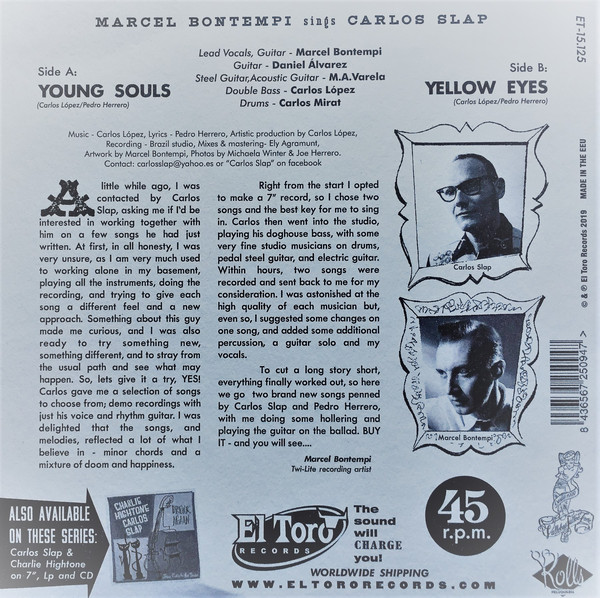 MARCEL BONTEMPI sings CARLOS SLAP
ET-15.125
Lead Vocals, Guitar - Marcel Bontempi
Guitar - Daniel Álvarez
Steel Guitar,Acoustic Guitar - M.A.Varela
Double Bass - Carlos López
Drums - Carlos Mirat
Side A:
YOUNG SOULS
(Carlos López/Pedro Herrero)
Side B:
YELLOW EYES
(Carlos López/Pedro Herrero)
Music - Carlos López, Lyrics - Pedro Herrero, Artistic production by Carlos López,
Recording - Brazil studio, Mixes & mastering- Ely Agramunt,
Artwork by Marcel Bontempi, Photos by Michaela Winter & Joe Herrero.
Contact: carlosslap@yahoo.es or "Carlos Slap" on facebook
A little while ago, I was
contacted by Carlos
Slap, asking me if I'd be
interested in working together with
him on a few songs he had just
written. At first, in all honesty, I was
very unsure, as I am very much used
to working alone in my basement,
playing all the instruments, doing the
recording, and trying to give each
song a different feel and a new
approach. Something about this guy
made me curious, and I was also
ready to try something new,
something different, and to stray from
the usual path and see what may
happen. So, lets give it a try, YES!
Carlos gave me a selection of songs
to choose from; demo recordings with
just his voice and rhythm guitar. I was
delighted that the songs, and
melodies, reflected a lot of what I
believe in - minor chords and a
mixture of doom and happiness.
Right from the start I opted
to make a 7" record, so I chose two
songs and the best key for me to sing
in. Carlos then went into the studio,
playing his doghouse bass, with some
very fine studio musicians on drums,
pedal steel guitar, and electric guitar.
Within hours, two songs were
recorded and sent back to me for my
consideration. I was astonished at the
high quality of each musician but,
even so, I suggested some changes on
one song, and added some additional
percussion, a guitar solo and my
vocals.
To cut a long story short,
everything finally worked out, so here
we go two brand new songs penned
by Carlos Slap and Pedro Herrero,
with me doing some hollering and
playing the guitar on the ballad. BUY
IT - and you will see....
Marcel Bontempi
Twi-Lite recording artist
Carlos Slap
Marcel Bontempi
© & ℗ El Toro Records 2019 MADE IN THE EEU
8 436567 250947 >
ALSO AVAILABLE
ON THESE SERIES:
Carlos Slap &
Charlie Hightone
on 7", Lp and CD
CHARLIE
HIGHTONE
CARLOS
SLAP
El Toro
RECORDS
The
sound
will
CHARGE
you!
WORLDWIDE SHIPPING
WWW.ELTORORECORDS.COM
45
r.p.m.
Rolls